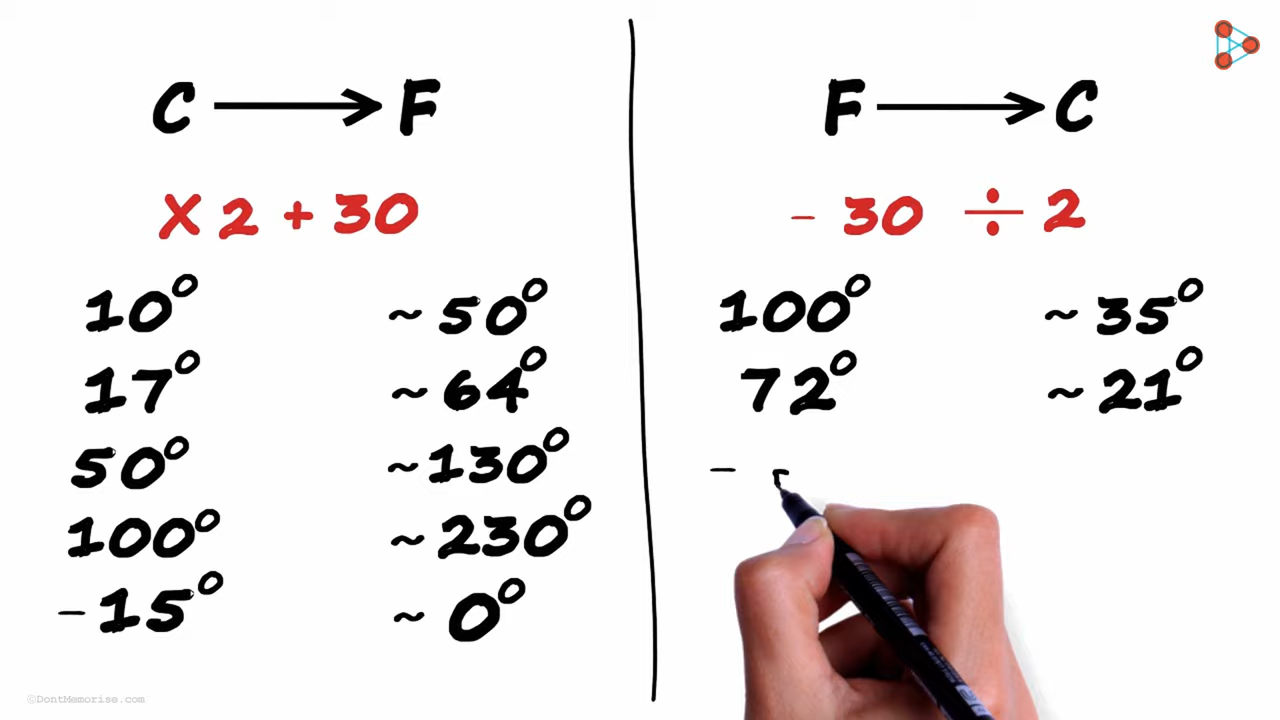 C → F
× 2 + 30
10° ~ 50°
17° ~ 64°
50° ~ 130°
100° ~ 230°
- 15° ~ 0°
F → C
- 30 ÷ 2
100° ~ 35°
72° ~ 21°
-
©DontMemorise.com